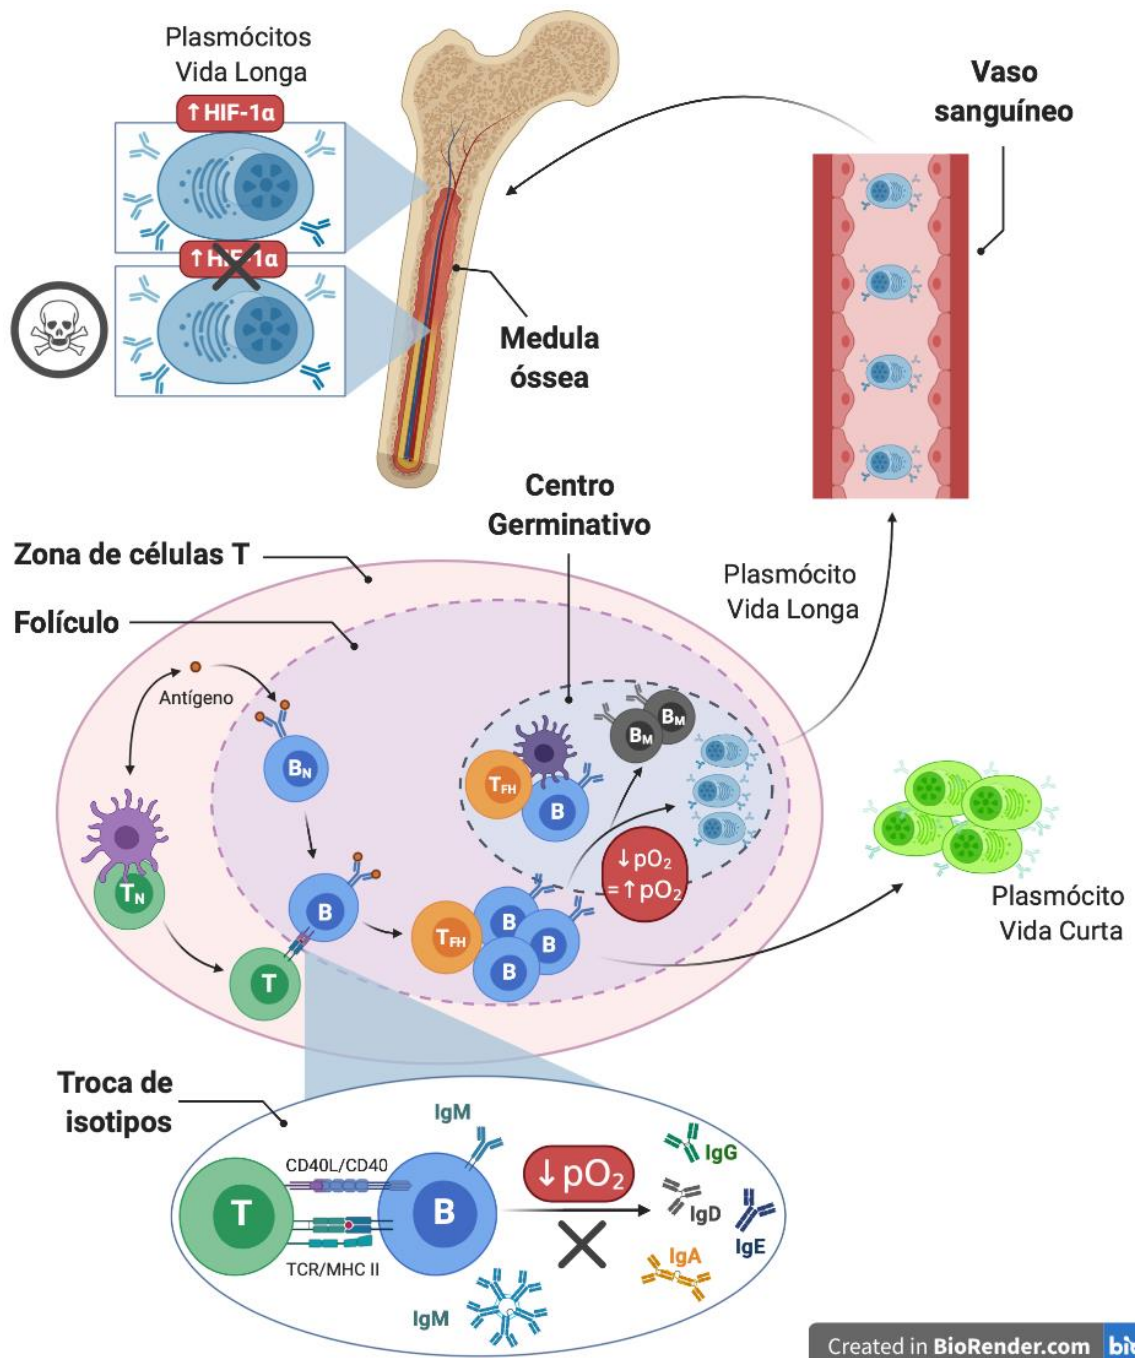 Plasmócitos
Vida Longa
↑HIF-1α
↑HIF-1α
Medula
óssea
Vaso
sanguíneo
Centro
Germinativo
Zona de células T
Folículo
Antígeno
Plasmócito
Vida Longa
BN
BM
BM
TFH
B
TN
B
T
TFH
B
B
B
↓pO2
=↑pO2
Plasmócito
Vida Curta
Troca de
isotipos
IgM
CD40L/CD40
T
B
TCR/MHC II
IgM
↓pO2
IgG
IgD
IgE
IgA
Created in BioRender.com